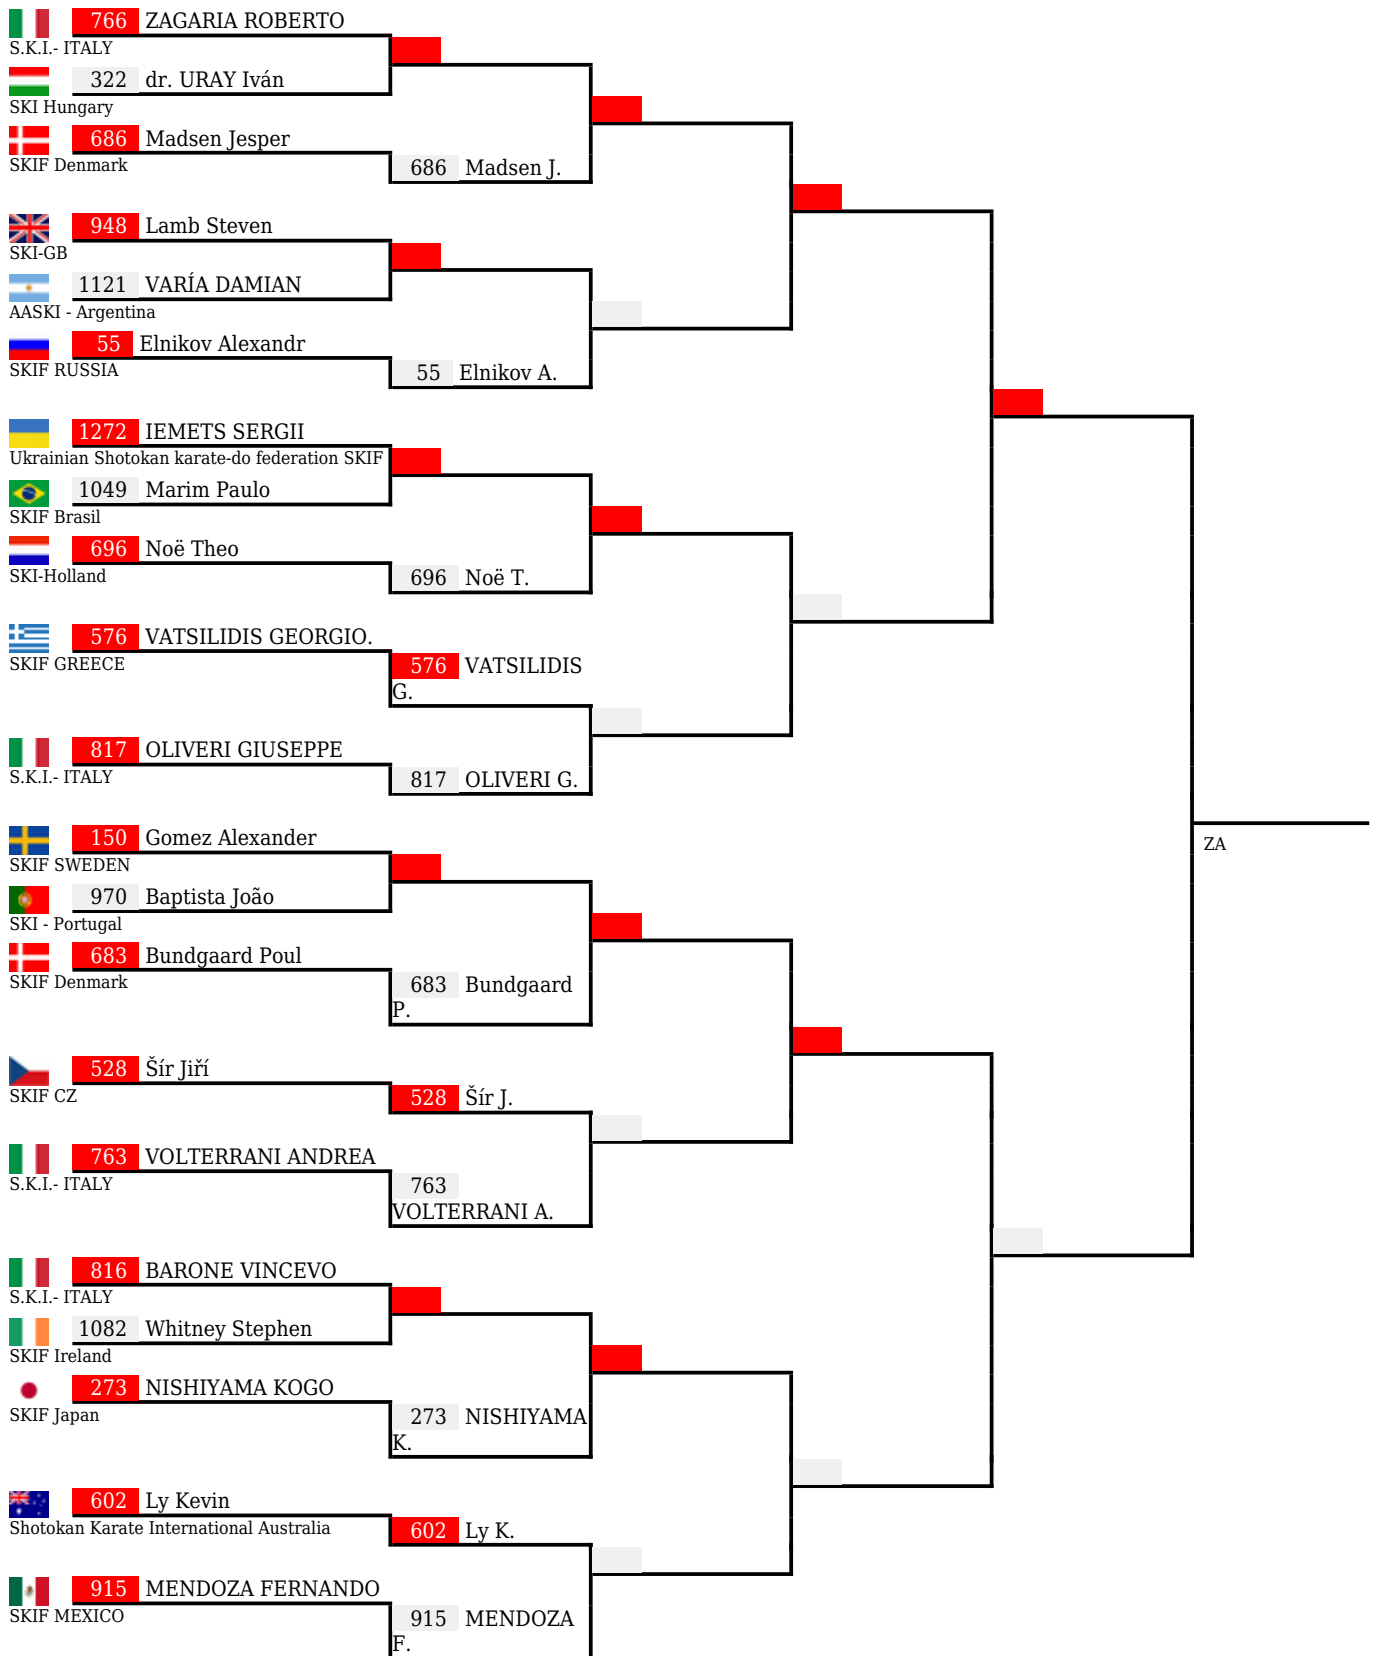 766 ZAGARIA ROBERTO
S.K.I.- ITALY
322 dr. URAY Iván
SKI Hungary
686 Madsen Jesper
SKIF Denmark
686 Madsen J.
948 Lamb Steven
SKI-GB
1121 VARÍA DAMIAN
AASKI - Argentina
55 Elnikov Alexandr
SKIF RUSSIA
55 Elnikov A.
1272 IEMETS SERGII
Ukrainian Shotokan karate-do federation SKIF
1049 Marim Paulo
SKIF Brasil
696 Noë Theo
SKI-Holland
696 Noë T.
576 VATSILIDIS GEORGIO.
SKIF GREECE
576 VATSILIDIS
G.
817 OLIVERI GIUSEPPE
S.K.I.- ITALY
817 OLIVERI G.
150 Gomez Alexander
SKIF SWEDEN
ZA
970 Baptista João
SKI - Portugal
683 Bundgaard Poul
SKIF Denmark
683 Bundgaard
P.
528 Šír Jiří
SKIF CZ
528 Šír J.
763 VOLTERRANI ANDREA
S.K.I.- ITALY
763
VOLTERRANI A.
816 BARONE VINCEVO
S.K.I.- ITALY
1082 Whitney Stephen
SKIF Ireland
273 NISHIYAMA KOGO
SKIF Japan
273 NISHIYAMA
K.
602 Ly Kevin
Shotokan Karate International Australia
602 Ly K.
915 MENDOZA FERNANDO
SKIF MEXICO
915 MENDOZA
F.